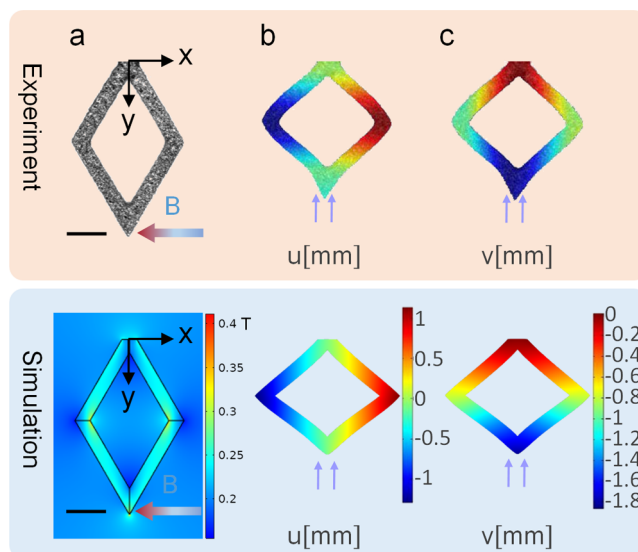 a
b
c
Experiment
x
y
B
u[mm]
v[mm]
Simulation
x
y
B
0.4 T
0.35
0.3
0.25
0.2
1
0.5
0
-0.5
-1
u[mm]
0
-0.2
-0.4
-0.6
-0.8
-1
-1.2
-1.4
-1.6
-1.8
v[mm]